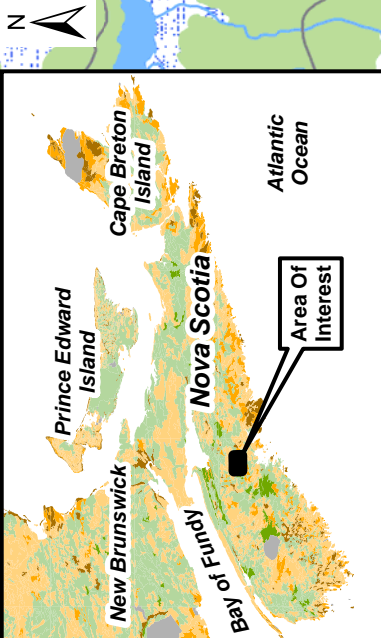 N
Cape Breton
Island
Atlantic
Ocean
Prince Edward
Island
Nova Scotia
Area Of
Interest
New Brunswick
Bay of Fundy